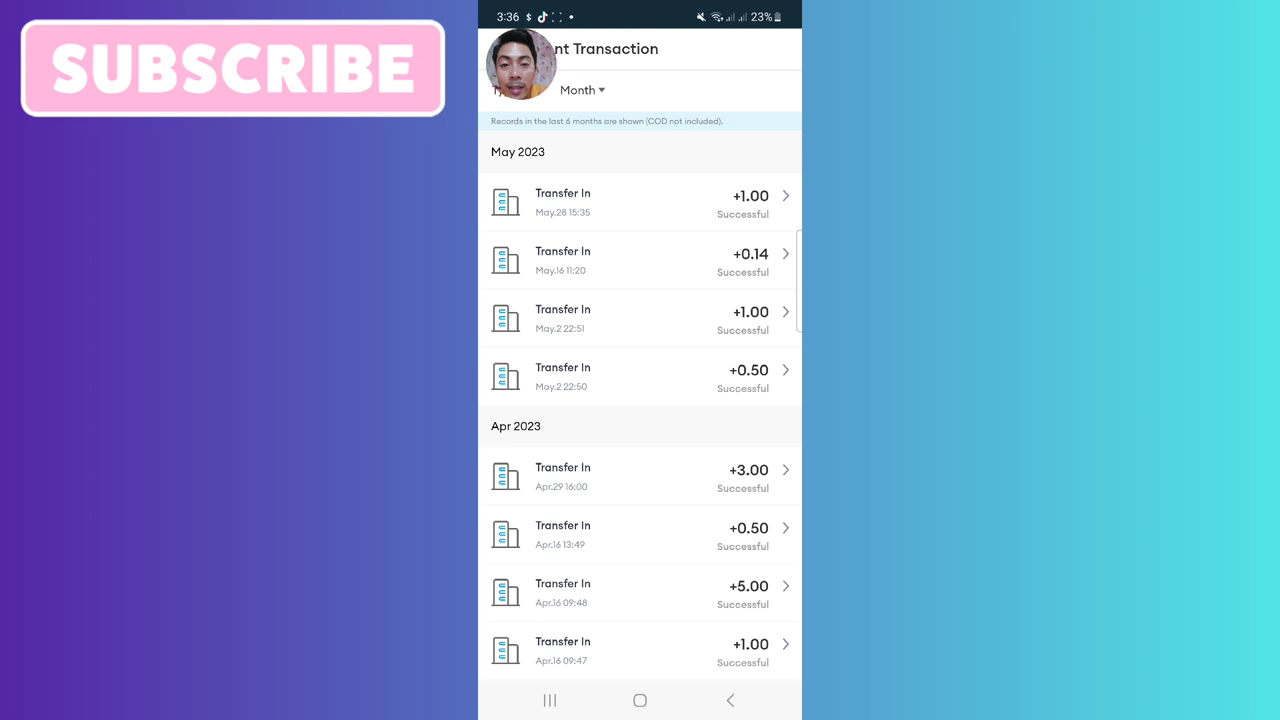 SUBSCRIBE
3:36 $ 23%
nt Transaction
Month
Records in the last 6 months are shown (COD not included).
May 2023
Transfer In +1.00
May.28 15:35 Successful
Transfer In +0.14
May.16 11:20 Successful
Transfer In +1.00
May.2 22:51 Successful
Transfer In +0.50
May.2 22:50 Successful
Apr 2023
Transfer In +3.00
Apr.29 16:00 Successful
Transfer In +0.50
Apr.16 13:49 Successful
Transfer In +5.00
Apr.16 09:48 Successful
Transfer In +1.00
Apr.16 09:47 Successful